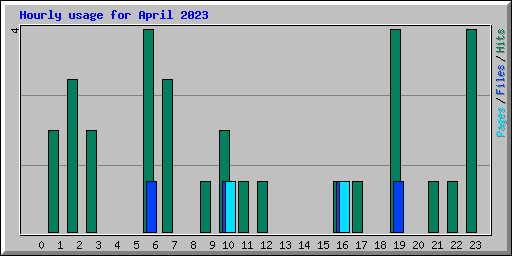 Hourly usage for April 2023
4
Pages/Files/Hits
0 1 2 3 4 5 6 7 8 9 10 11 12 13 14 15 16 17 18 19 20 21 22 23